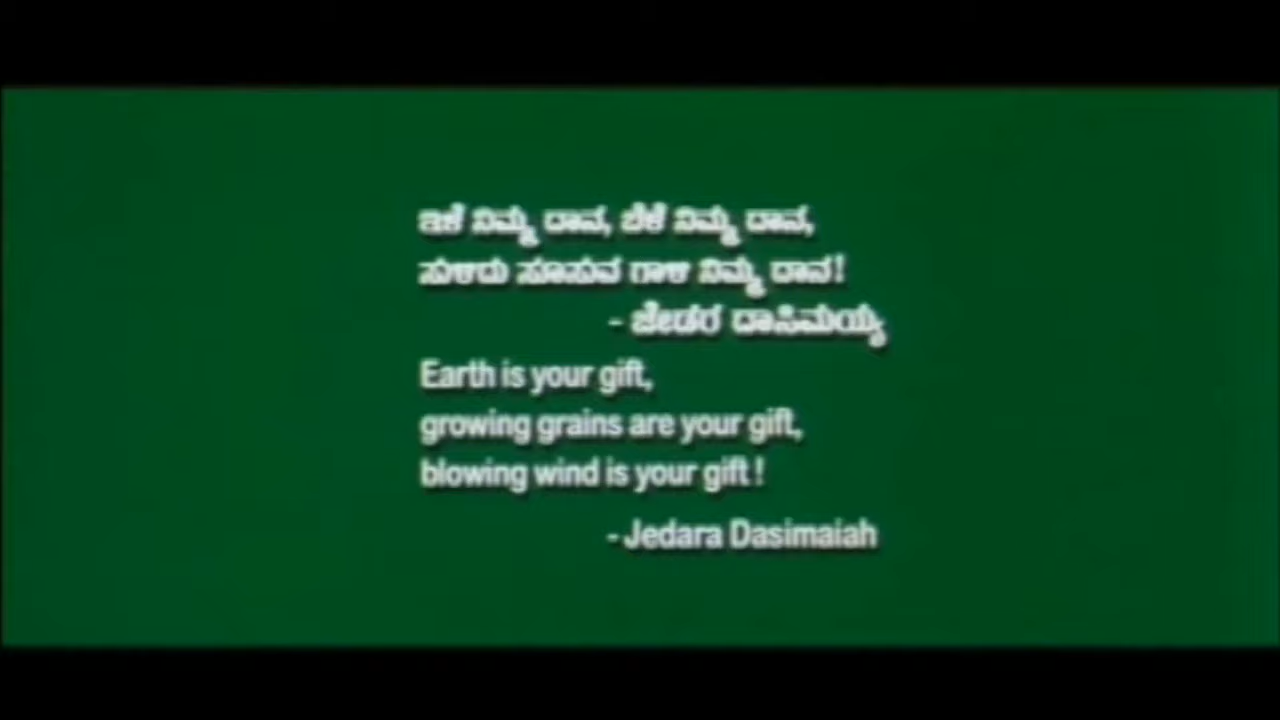 ಇಳೆ ನಿಮ್ಮ ದಾನ, ಬೆಳೆ ನಿಮ್ಮ ದಾನ,
ಸುಳಿದು ಸೂಸುವ ಗಾಳಿ ನಿಮ್ಮ ದಾನ!
- ಜೇಡರ ದಾಸಿಮಯ್ಯ
Earth is your gift,
growing grains are your gift,
blowing wind is your gift!
- Jedara Dasimaiah